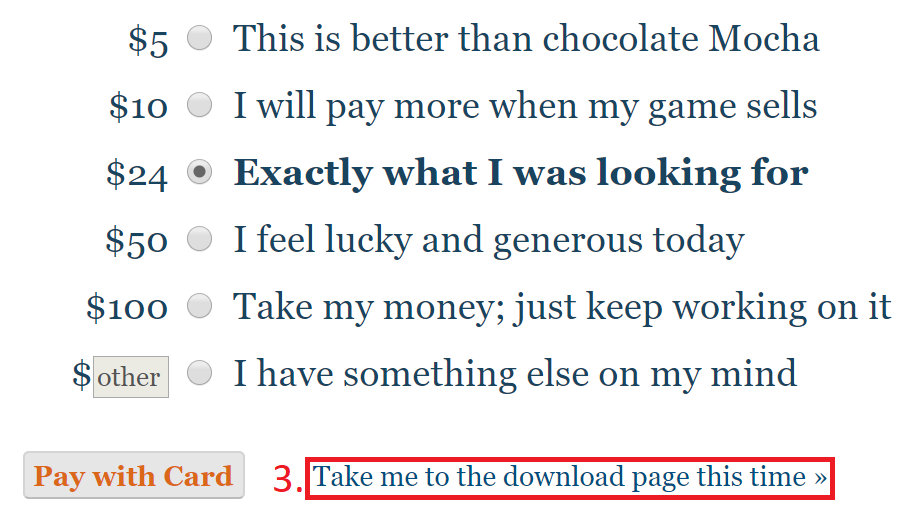 $5 This is better than chocolate Mocha
$10 I will pay more when my game sells
$24 Exactly what I was looking for
$50 I feel lucky and generous today
$100 Take my money; just keep working on it
$ other I have something else on my mind
Pay with Card 3. Take me to the download page this time »